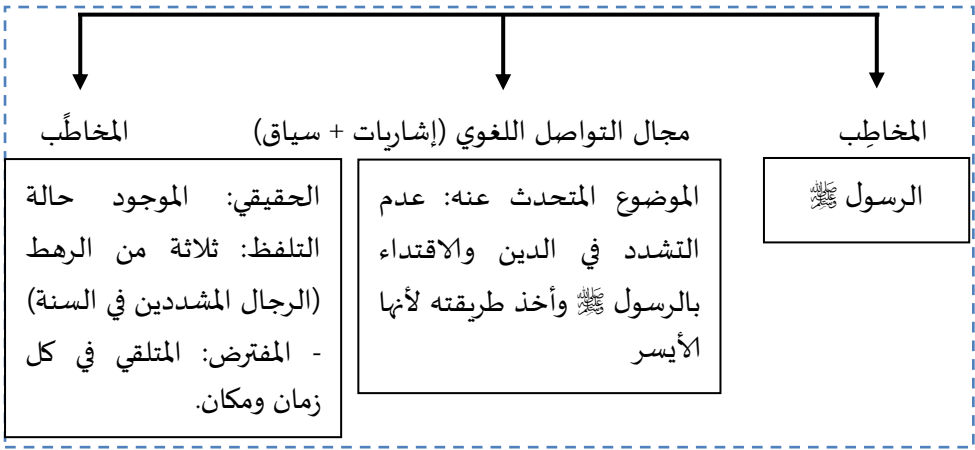 المخاطِب
مجال التواصل اللغوي (إشاريات + سياق)
المخاطًب
الرسول ﷺ
الموضوع المتحدث عنه: عدم
التشدد في الدين والاقتداء
بالرسول ﷺ وأخذ طريقته لأنها
الأيسر
الحقيقي: الموجود حالة
التلفظ: ثلاثة من الرهط
(الرجال المشددين في السنة)
- المفترض: المتلقي في كل
زمان ومكان.